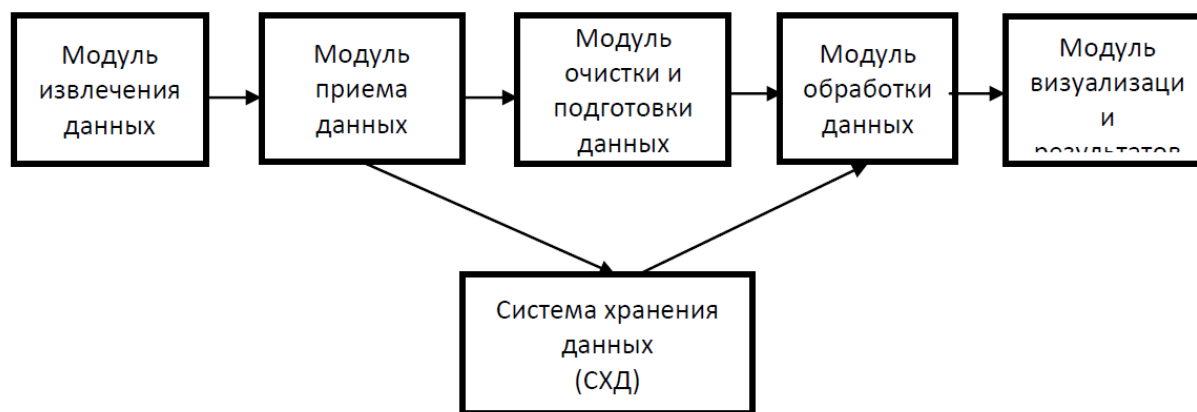 Модуль
извлечения
данных
Модуль
приема
данных
Модуль
очистки и
подготовки
данных
Модуль
обработки
данных
Модуль
визуализаци
и
результатов
Система хранения
данных
(СХД)